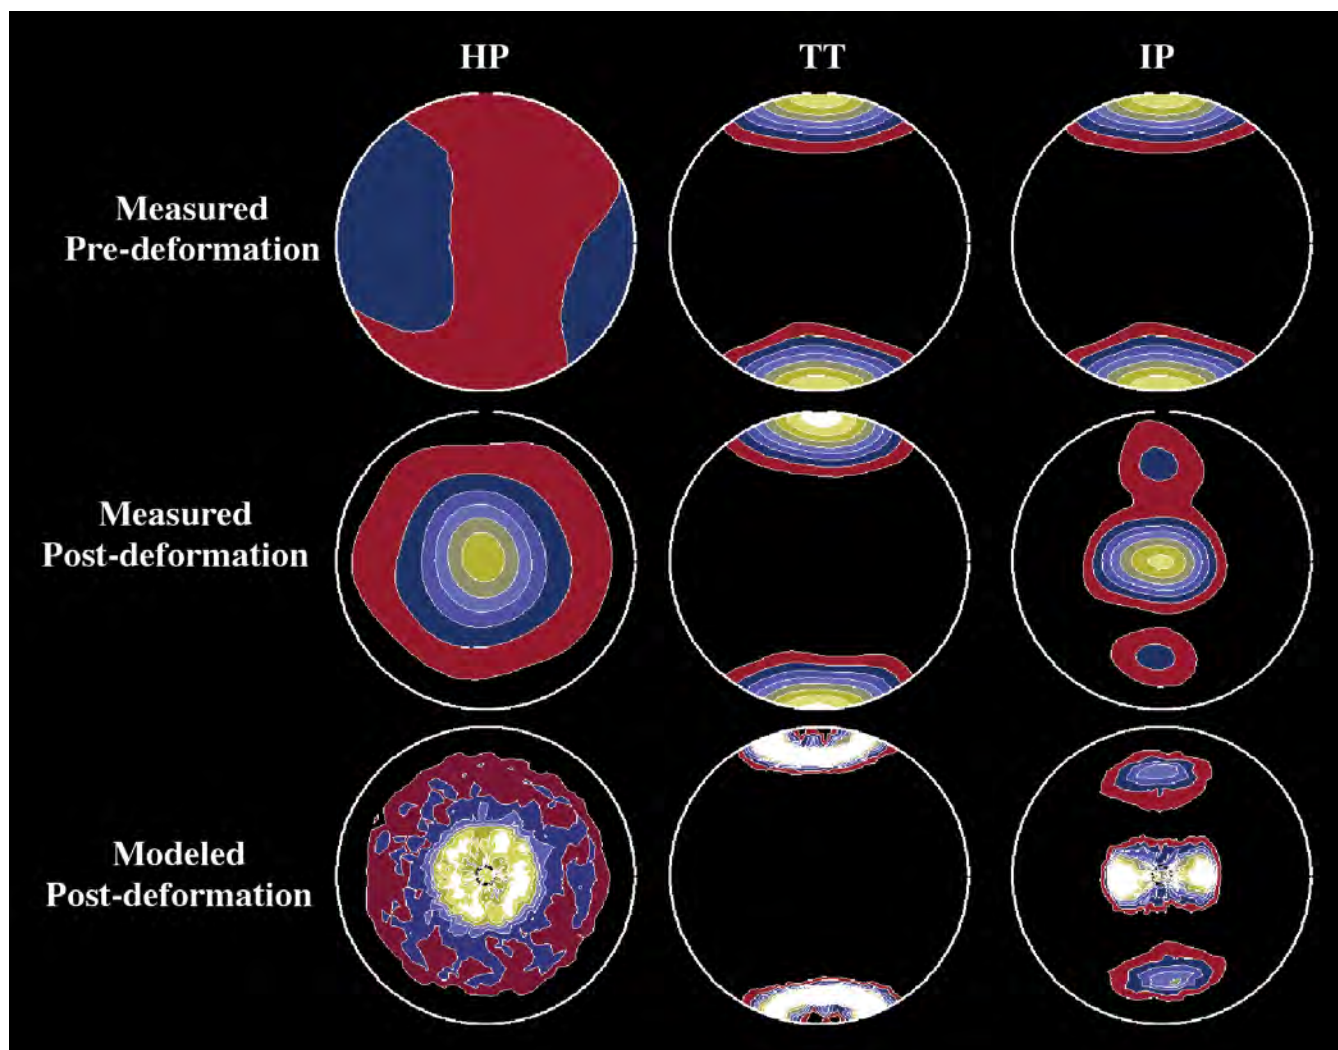 HP TT IP
Measured
Pre-deformation
Measured
Post-deformation
Modeled
Post-deformation